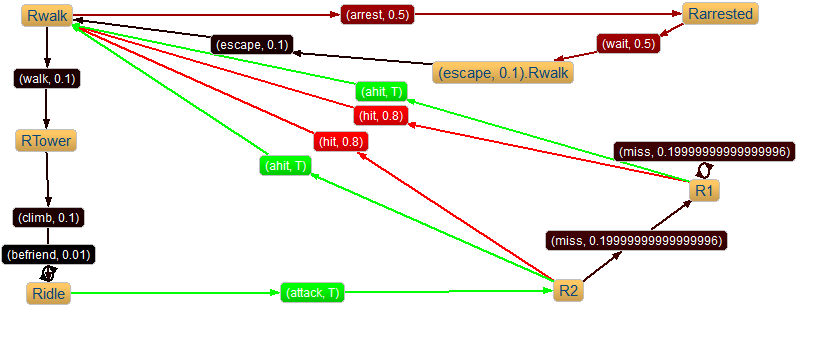 Rwalk
(arrest, 0.5)
Rarrested
(escape, 0.1)
(wait, 0.5)
(escape, 0.1).Rwalk
(walk, 0.1)
(ahit, T)
(hit, 0.8)
RTower
(hit, 0.8)
(miss, 0.19999999999999996)
(ahit, T)
R1
(climb, 0.1)
(miss, 0.19999999999999996)
(befriend, 0.01)
Ridle
(attack, T)
R2